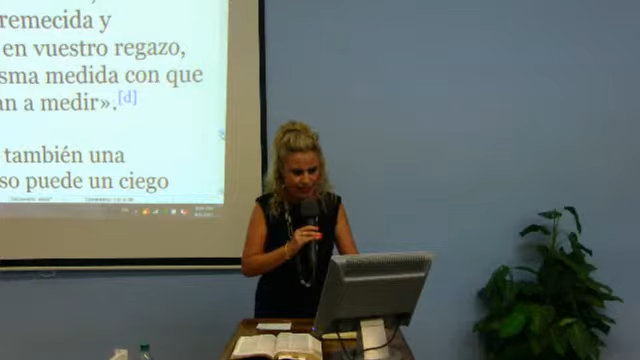 remecida y
en vuestro regazo,
sma medida con que
an a medir».[d]
también una
so puede un ciego